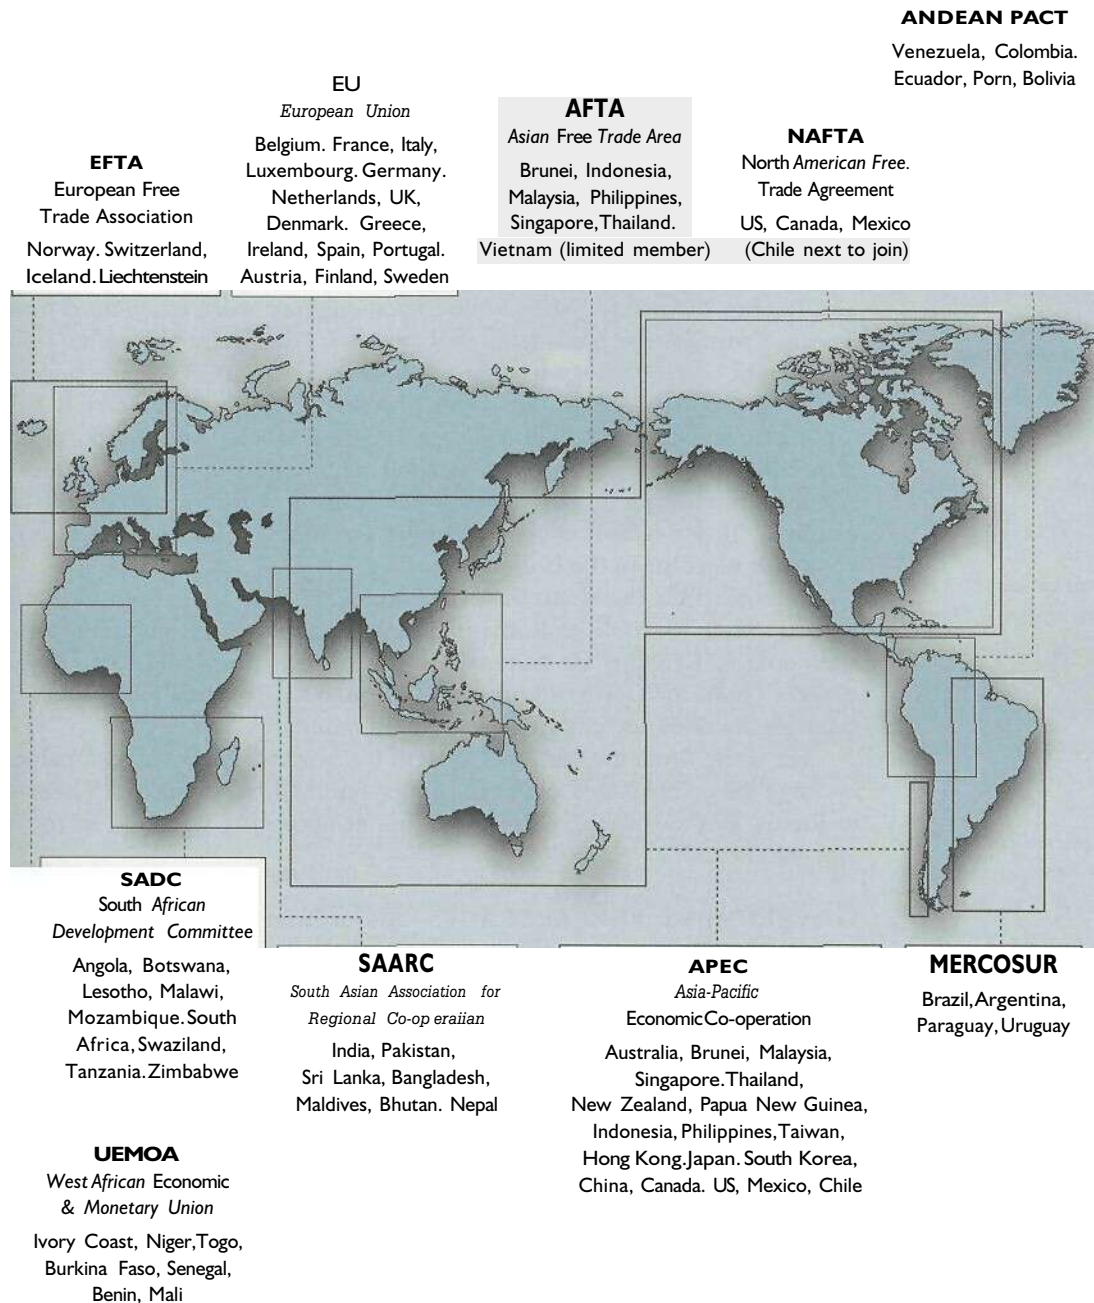 ANDEAN PACT
Venezuela, Colombia.
Ecuador, Porn, Bolivia
EU
European Union
Belgium. France, Italy,
Luxembourg. Germany.
Netherlands, UK,
Denmark. Greece,
Ireland, Spain, Portugal.
Austria, Finland, Sweden
AFTA
Asian Free Trade Area
Brunei, Indonesia,
Malaysia, Philippines,
Singapore,Thailand.
Vietnam (limited member)
NAFTA
North American Free.
Trade Agreement
US, Canada, Mexico
(Chile next to join)
EFTA
European Free
Trade Association
Norway. Switzerland,
Iceland. Liechtenstein
SADC
South African
Development Committee
Angola, Botswana,
Lesotho, Malawi,
Mozambique. South
Africa, Swaziland,
Tanzania. Zimbabwe
SAARC
South Asian Association for
Regional Co-op eraiian
India, Pakistan,
Sri Lanka, Bangladesh,
Maldives, Bhutan. Nepal
APEC
Asia-Pacific
Economic Co-operation
Australia, Brunei, Malaysia,
Singapore. Thailand,
New Zealand, Papua New Guinea,
Indonesia, Philippines, Taiwan,
Hong Kong. Japan. South Korea,
China, Canada. US, Mexico, Chile
MERCOSUR
Brazil, Argentina,
Paraguay, Uruguay
UEMOA
West African Economic
& Monetary Union
Ivory Coast, Niger,Togo,
Burkina Faso, Senegal,
Benin, Mali